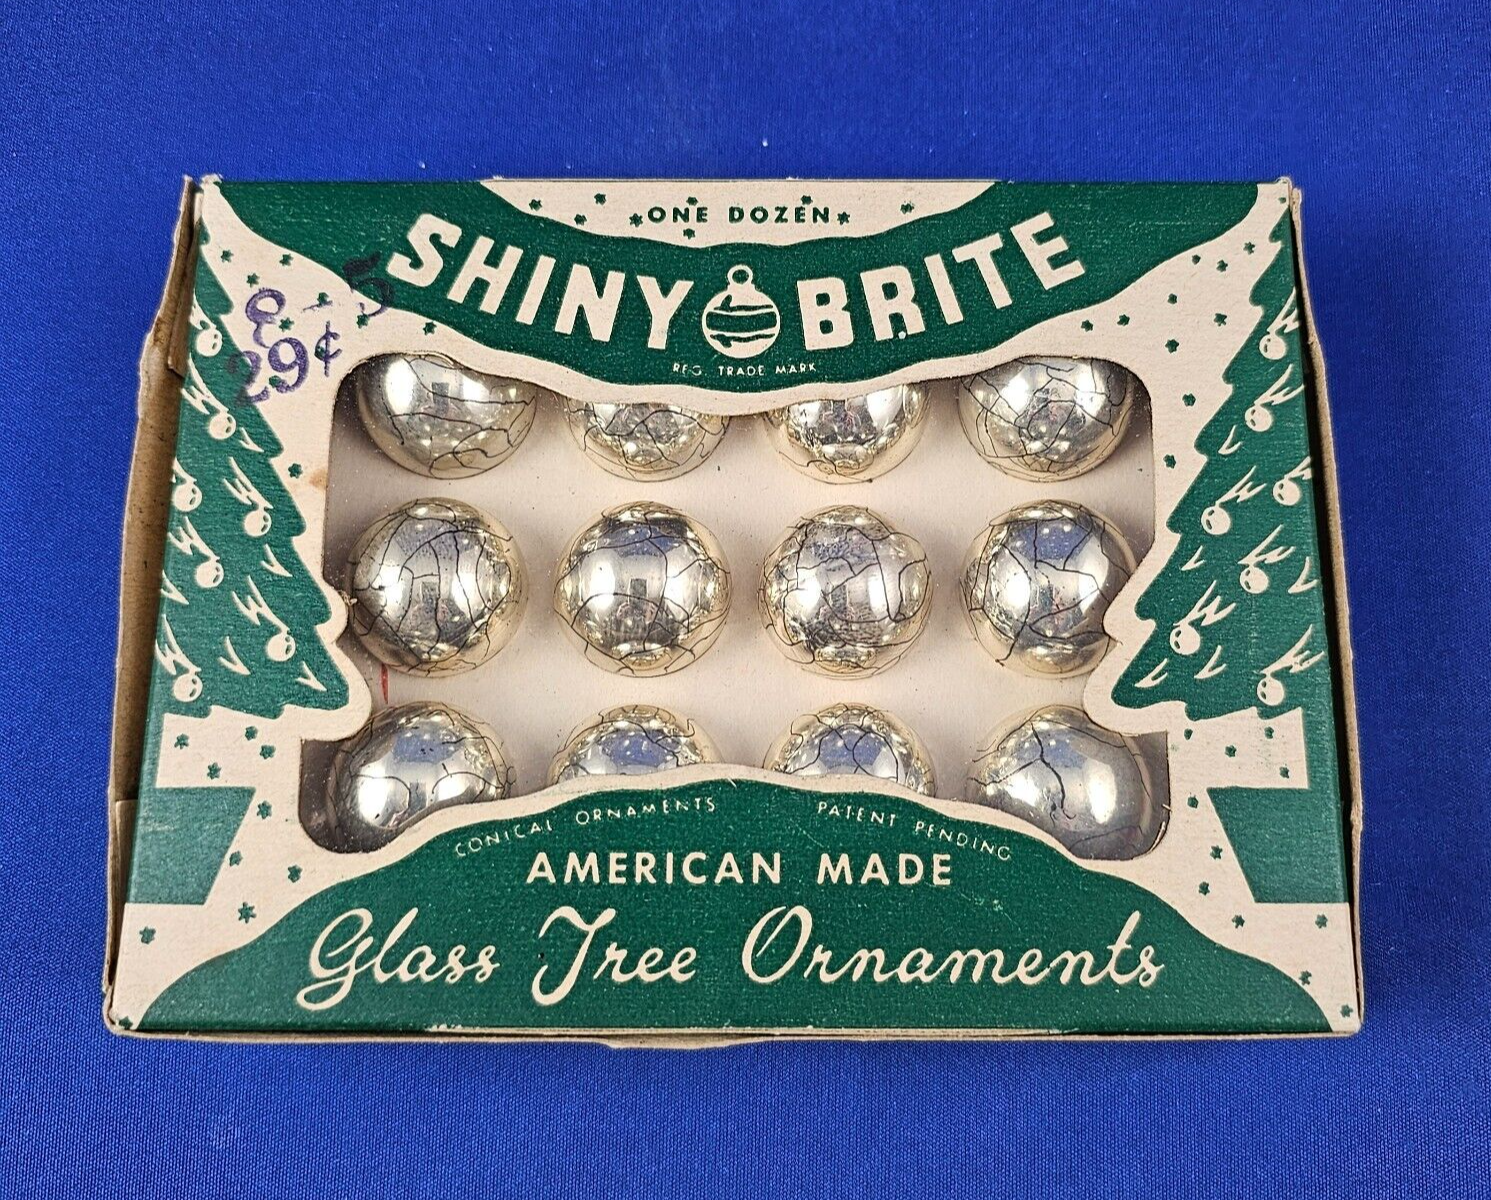 ONE DOZEN
SHINY BRITE
REG. TRADE MARK
29¢
CONICAL ORNAMENTS PATENT PENDING
AMERICAN MADE
Glass Tree Ornaments